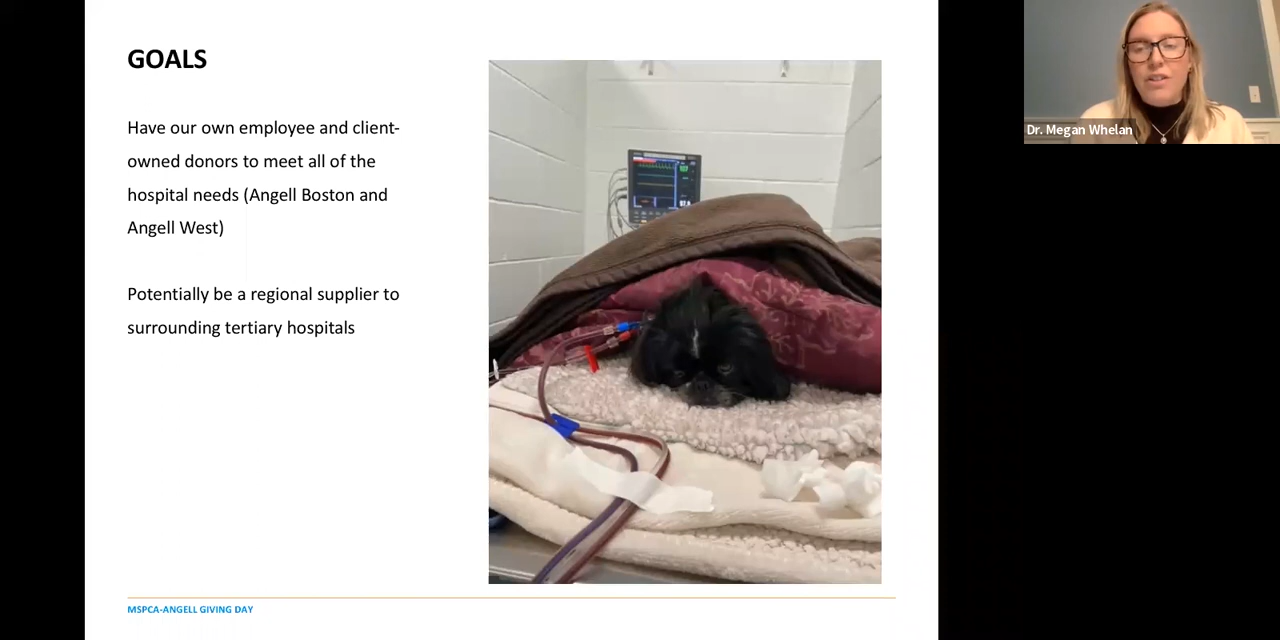 GOALS
Have our own employee and client-
owned donors to meet all of the
hospital needs (Angell Boston and
Angell West)
Potentially be a regional supplier to
surrounding tertiary hospitals
MSPCA-ANGELL GIVING DAY
Dr. Megan Whelan